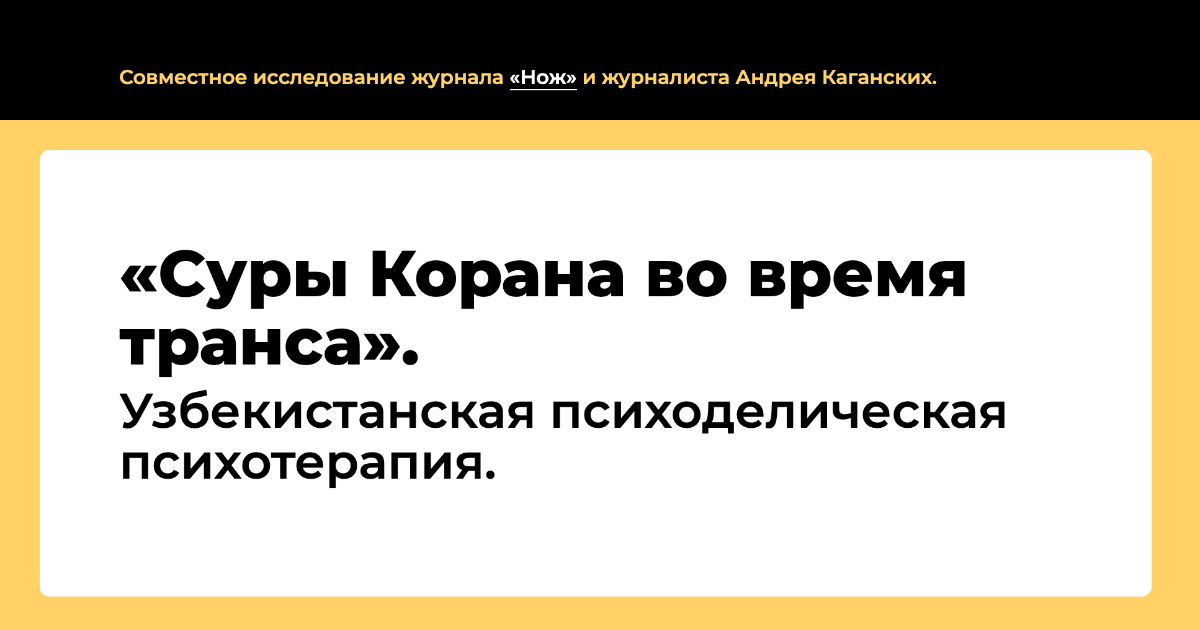 Совместное исследование журнала «Нож» и журналиста Андрея Каганских.
«Суры Корана во время
транса».
Узбекистанская психоделическая
психотерапия.